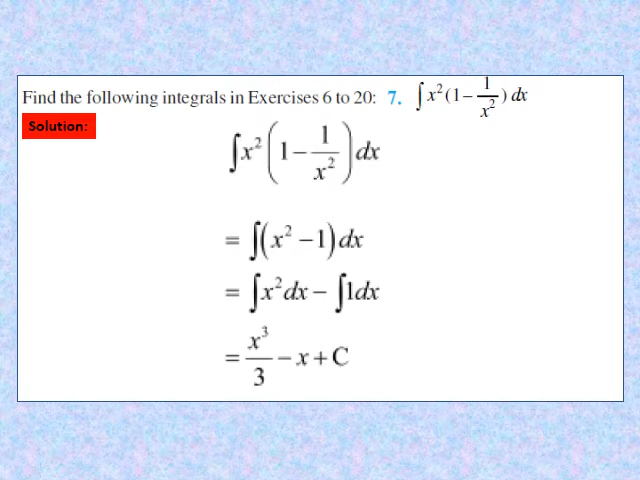 Find the following integrals in Exercises 6 to 20: 7. ∫ x²(1 – 1/x²) dx
Solution:
∫x²(1 – 1/x²)dx
= ∫(x² – 1)dx
= ∫x²dx – ∫1dx
= x³/3 – x + C